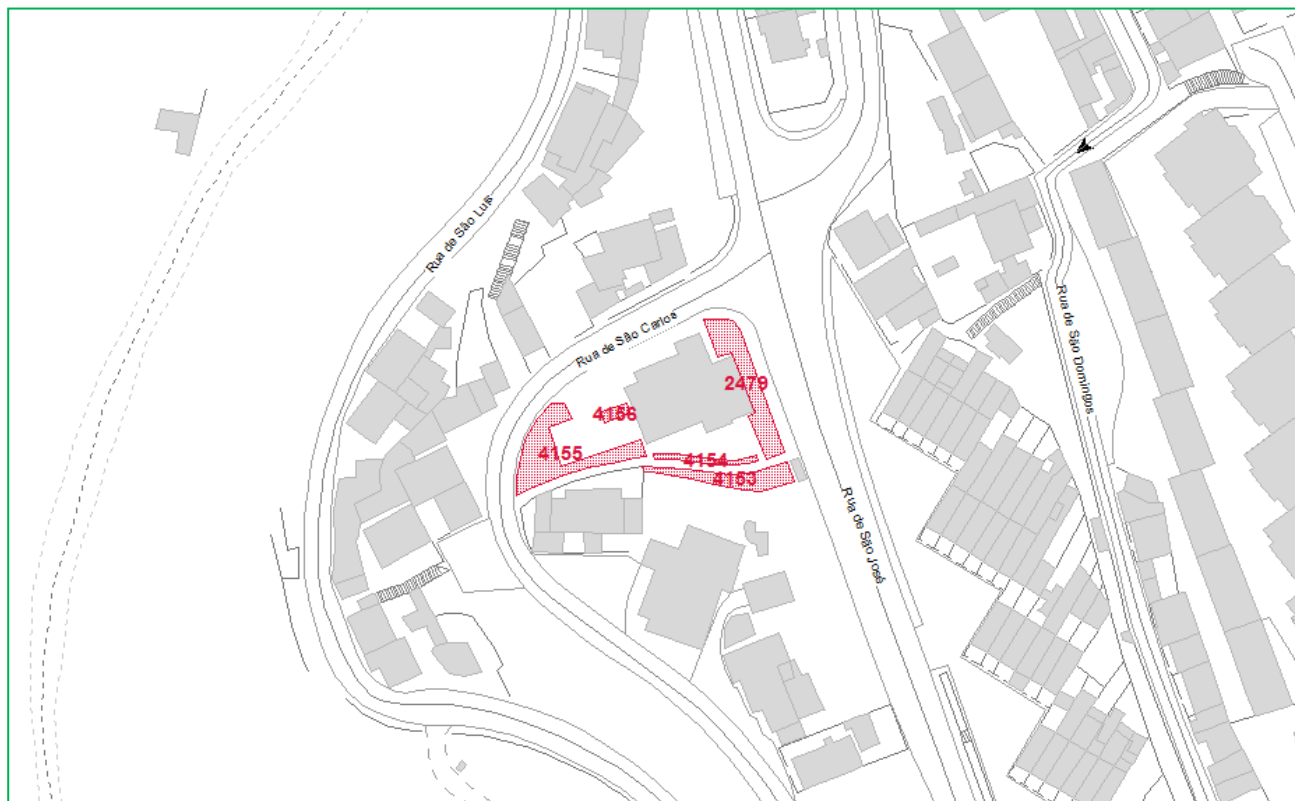 Rua de São Luís
Rua de São Carlos
Rua de São Domingos
2479
4156
4155
4154
4153
Rua de São José